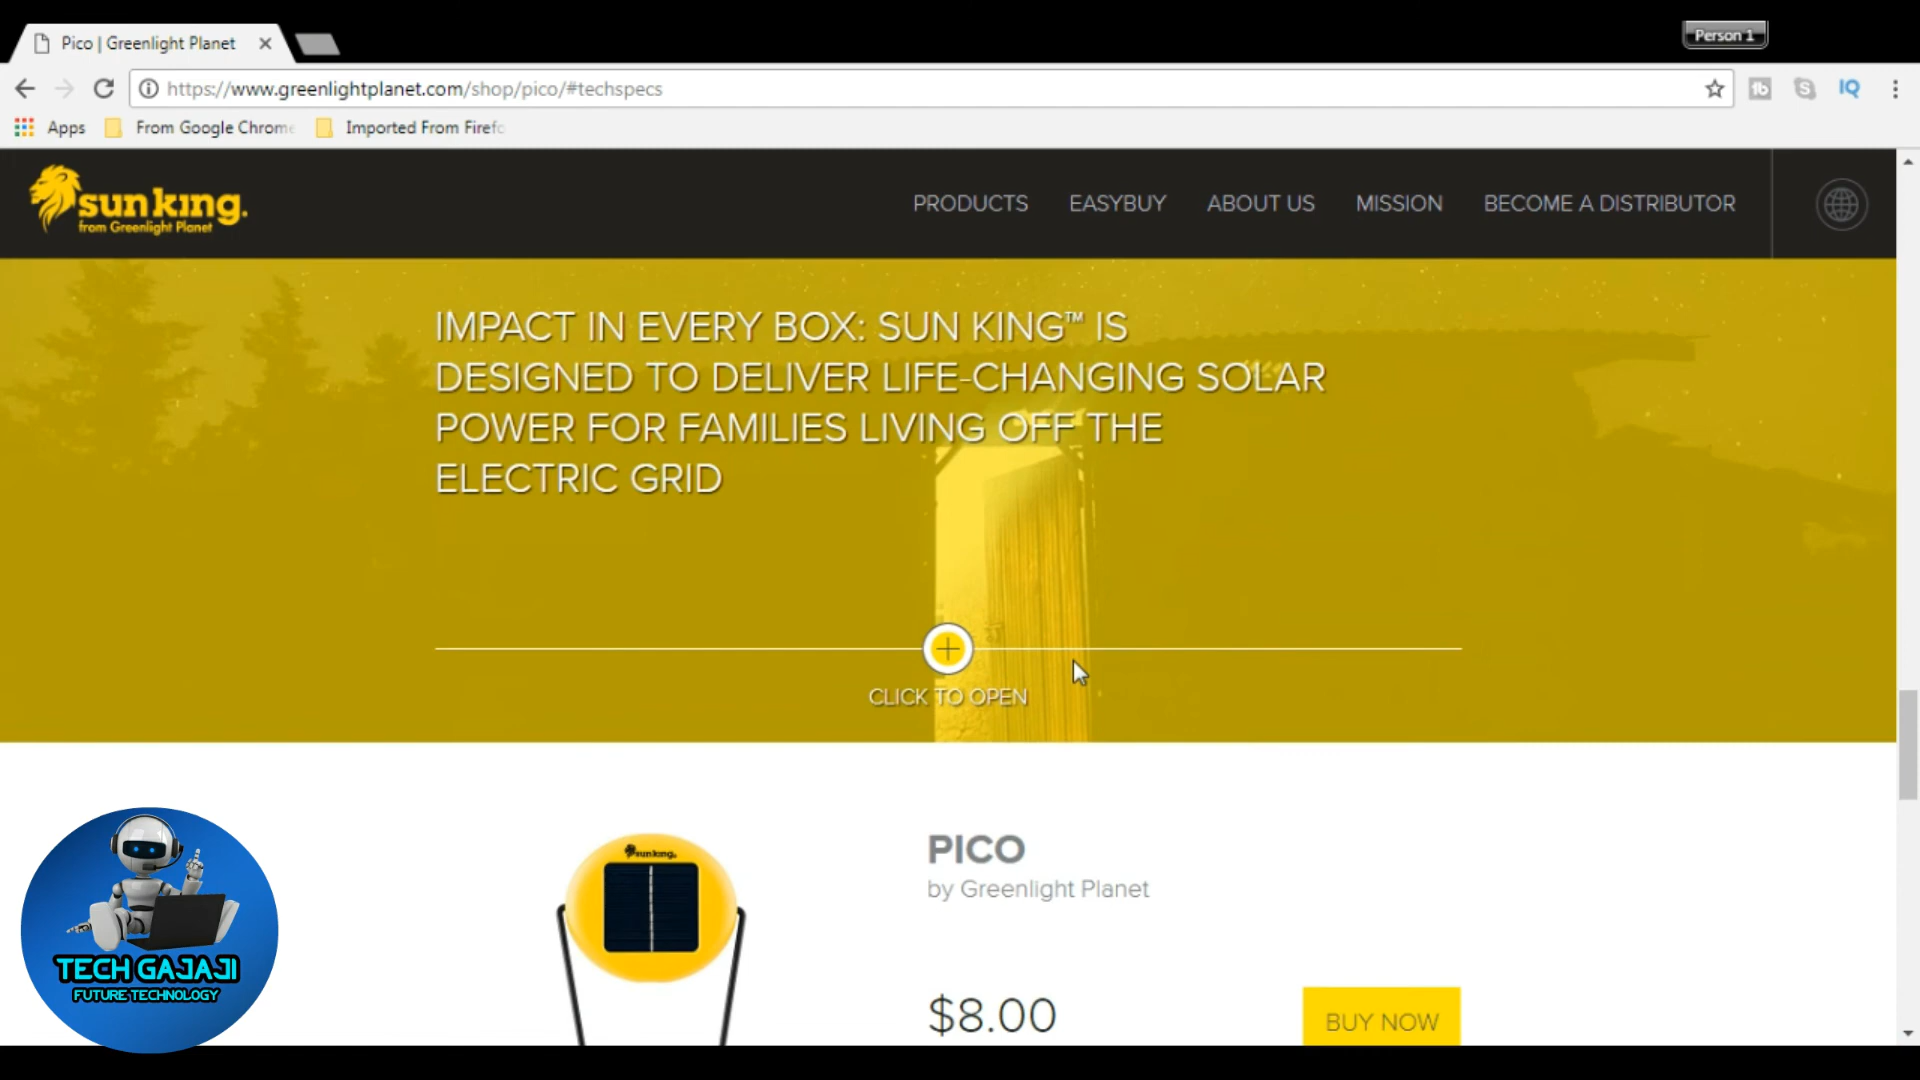 Pico | Greenlight Planet
Person 1
https://www.greenlightplanet.com/shop/pico/#techspecs
Apps
From Google Chrome
Imported From Firefo
sun king.
from Greenlight Planet
PRODUCTS
EASYBUY
ABOUT US
MISSION
BECOME A DISTRIBUTOR
IMPACT IN EVERY BOX: SUN KING™ IS
DESIGNED TO DELIVER LIFE-CHANGING SOLAR
POWER FOR FAMILIES LIVING OFF THE
ELECTRIC GRID
CLICK TO OPEN
sunking.
PICO
by Greenlight Planet
$8.00
BUY NOW
TECH GAJAJI
FUTURE TECHNOLOGY